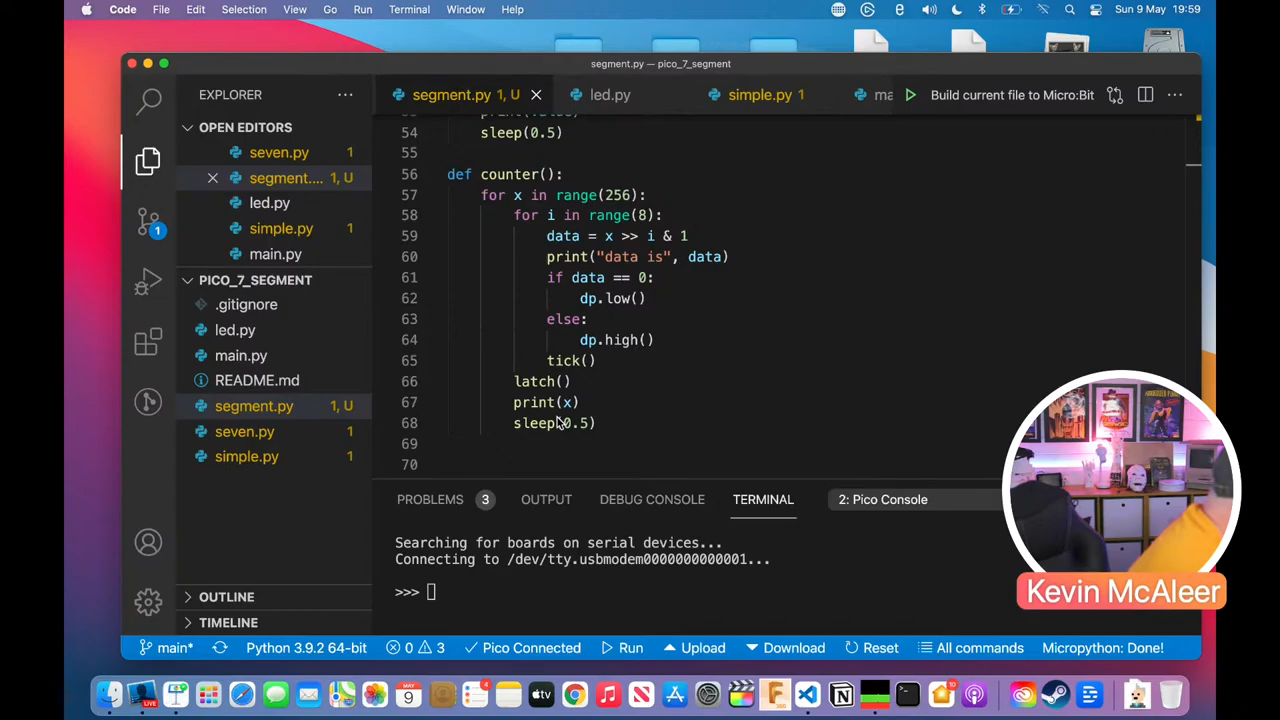 Code File Edit Selection View Go Run Terminal Window Help Sun 9 May 19:59
segment.py — pico_7_segment
EXPLORER
segment.py 1, U
led.py
simple.py 1
ma
Build current file to Micro:Bit
OPEN EDITORS
seven.py 1
segment.... 1, U
led.py
simple.py 1
main.py
PICO_7_SEGMENT
.gitignore
led.py
main.py
README.md
segment.py 1, U
seven.py 1
simple.py 1
OUTLINE
TIMELINE
1
54 sleep(0.5)
55
56 def counter():
57 for x in range(256):
58 for i in range(8):
59 data = x >> i & 1
60 print("data is", data)
61 if data == 0:
62 dp.low()
63 else:
64 dp.high()
65 tick()
66 latch()
67 print(x)
68 sleep(0.5)
69
70
PROBLEMS 3 OUTPUT DEBUG CONSOLE TERMINAL 2: Pico Console
Searching for boards on serial devices...
Connecting to /dev/tty.usbmodem0000000000001...
>>>
Kevin McAleer
main* Python 3.9.2 64-bit 0 3 Pico Connected Run Upload Download Reset All commands Micropython: Done!